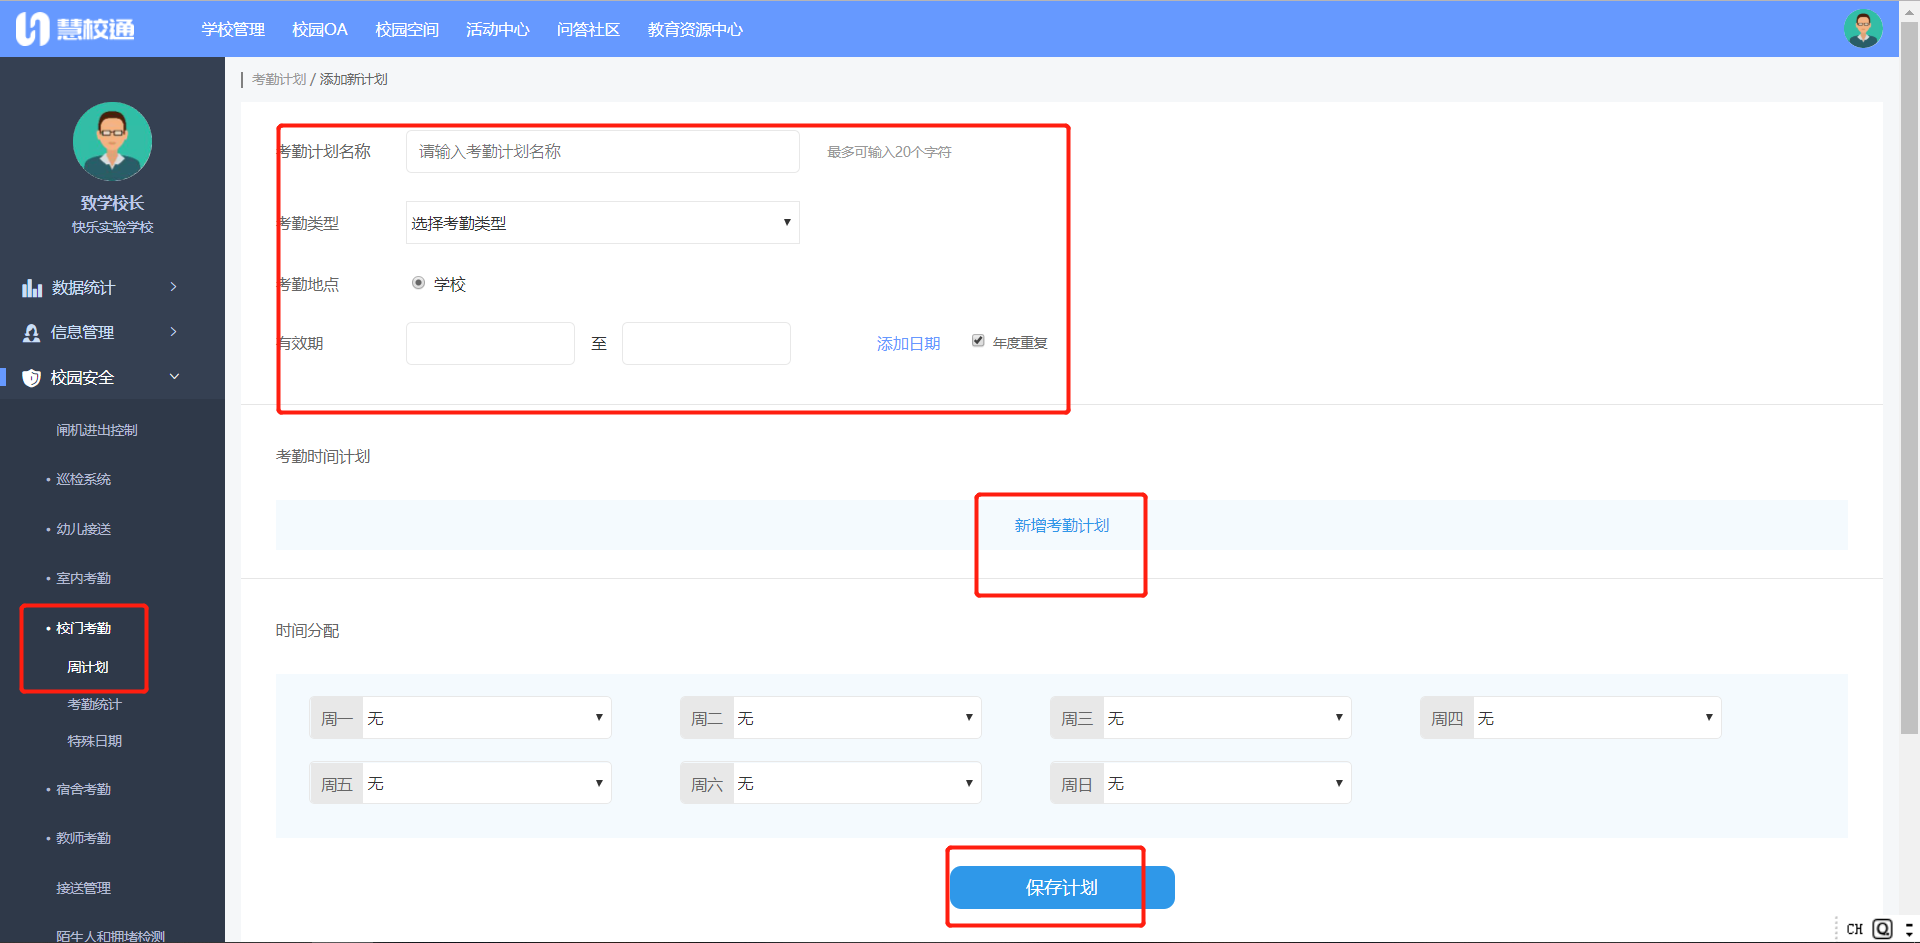 慧校通 学校管理 校园OA 校园空间 活动中心 问答社区 教育资源中心
考勤计划 / 添加新计划
致学校长
快乐实验学校
数据统计
信息管理
校园安全
闸机进出控制
• 巡检系统
• 幼儿接送
• 室内考勤
• 校门考勤
周计划
考勤统计
特殊日期
• 宿舍考勤
• 教师考勤
接送管理
陌生人和拥堵检测
考勤计划名称 请输入考勤计划名称 最多可输入20个字符
考勤类型 选择考勤类型
考勤地点 学校
有效期 至 添加日期 年度重复
考勤时间计划
新增考勤计划
时间分配
周一 无 周二 无 周三 无 周四 无
周五 无 周六 无 周日 无
保存计划
CH